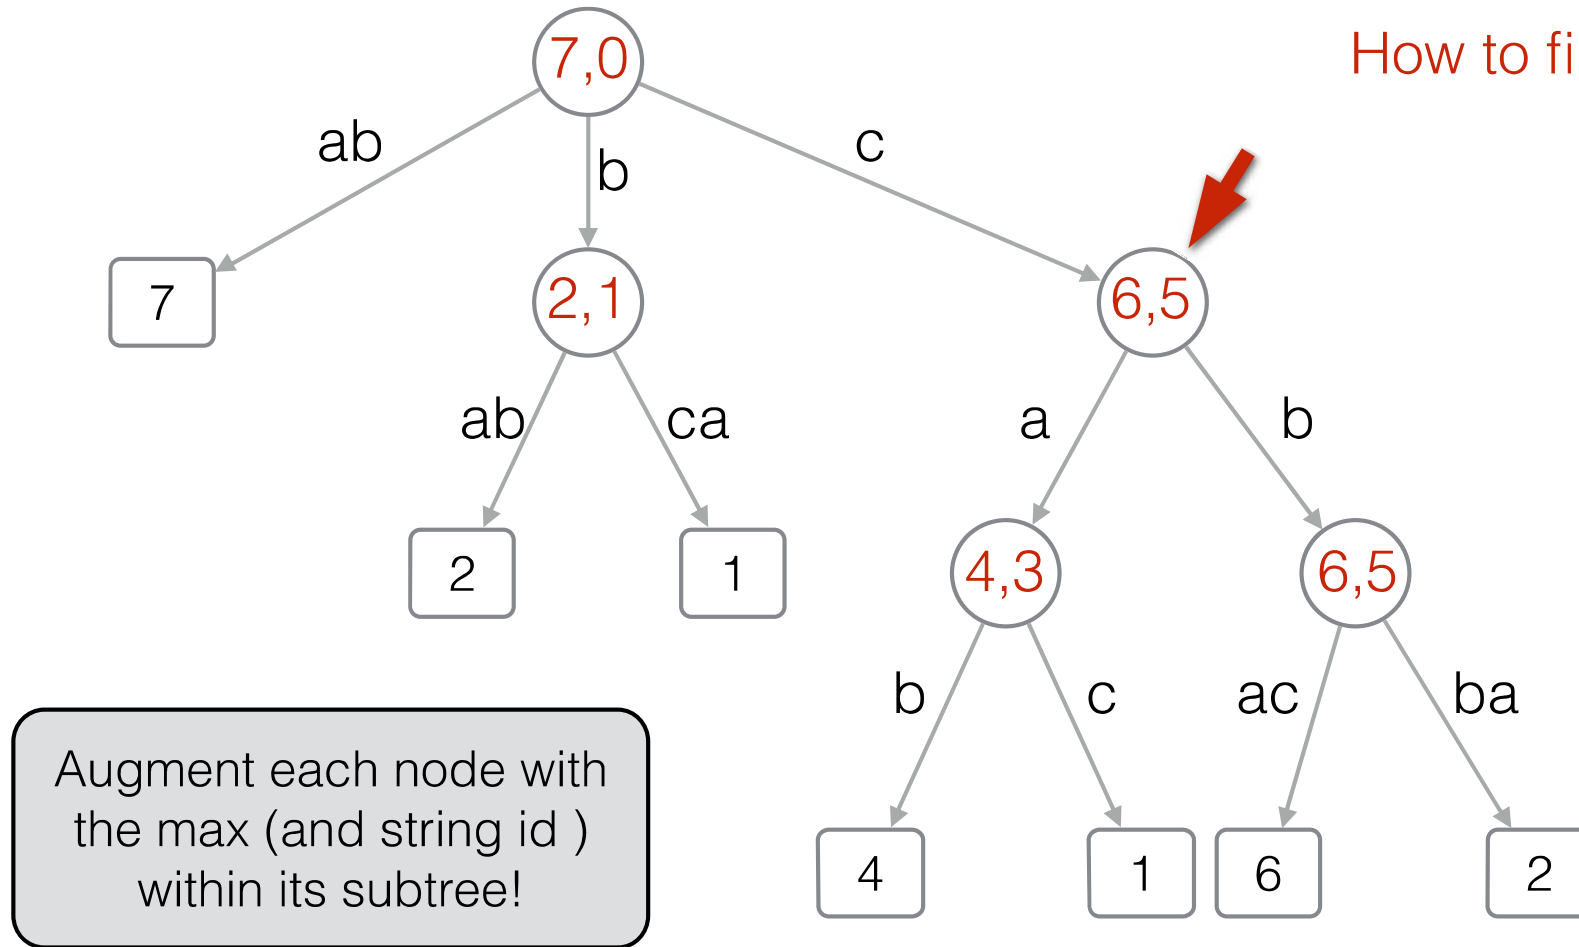 7,0
How to fi
ab
b
c
7
2,1
6,5
ab
ca
a
b
2
1
4,3
6,5
b
c
ac
ba
Augment each node with
the max (and string id )
within its subtree!
4
1
6
2